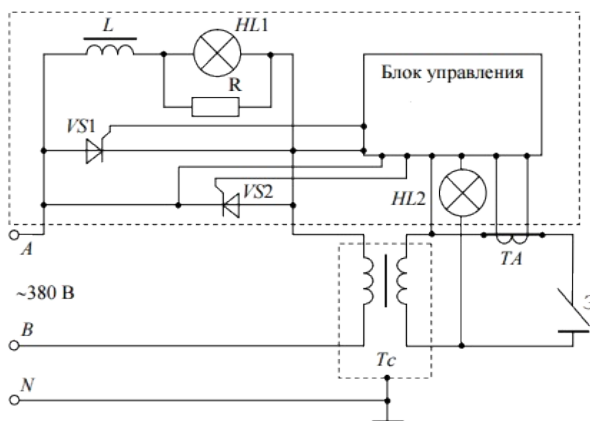 L
HL1
R
Блок управления
VS1
VS2
HL2
A
TA
~380 В
Э
B
Tc
N